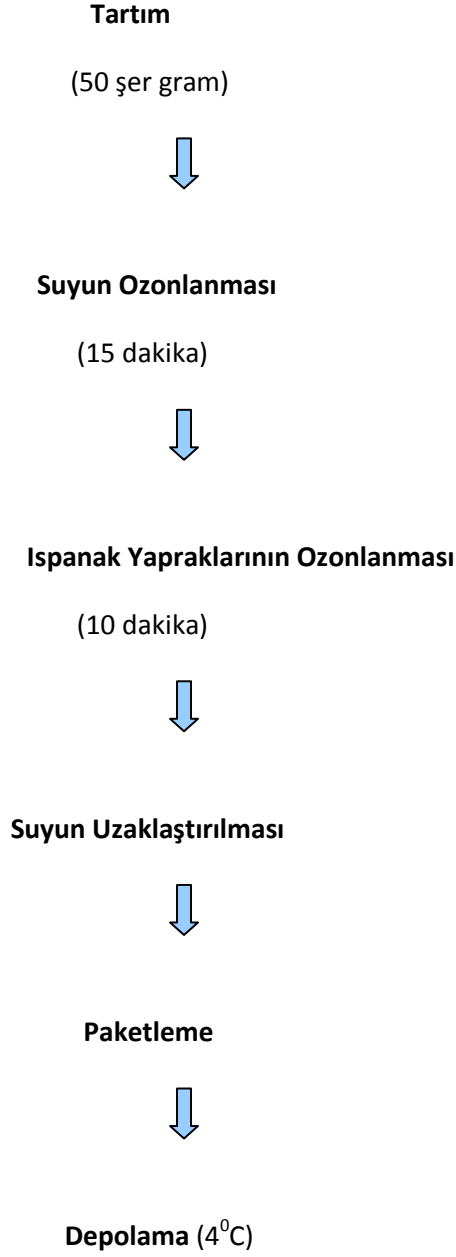 Tartım
(50 şer gram)
Suyun Ozonlanması
(15 dakika)
Ispanak Yapraklarının Ozonlanması
(10 dakika)
Suyun Uzaklaştırılması
Paketleme
Depolama (4⁰C)